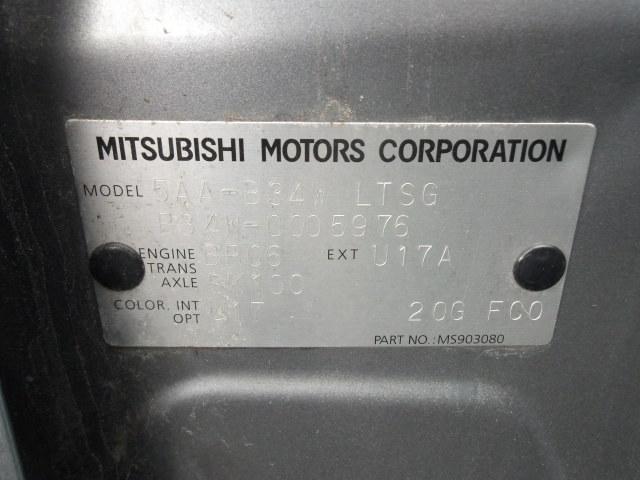 MITSUBISHI MOTORS CORPORATION
MODEL 5AA-B34W LTSG
B34W-0005976
ENGINE BR06 EXT U17A
TRANS
AXLE
COLOR, INT
OPT 20G FC0
PART NO.: MS903080